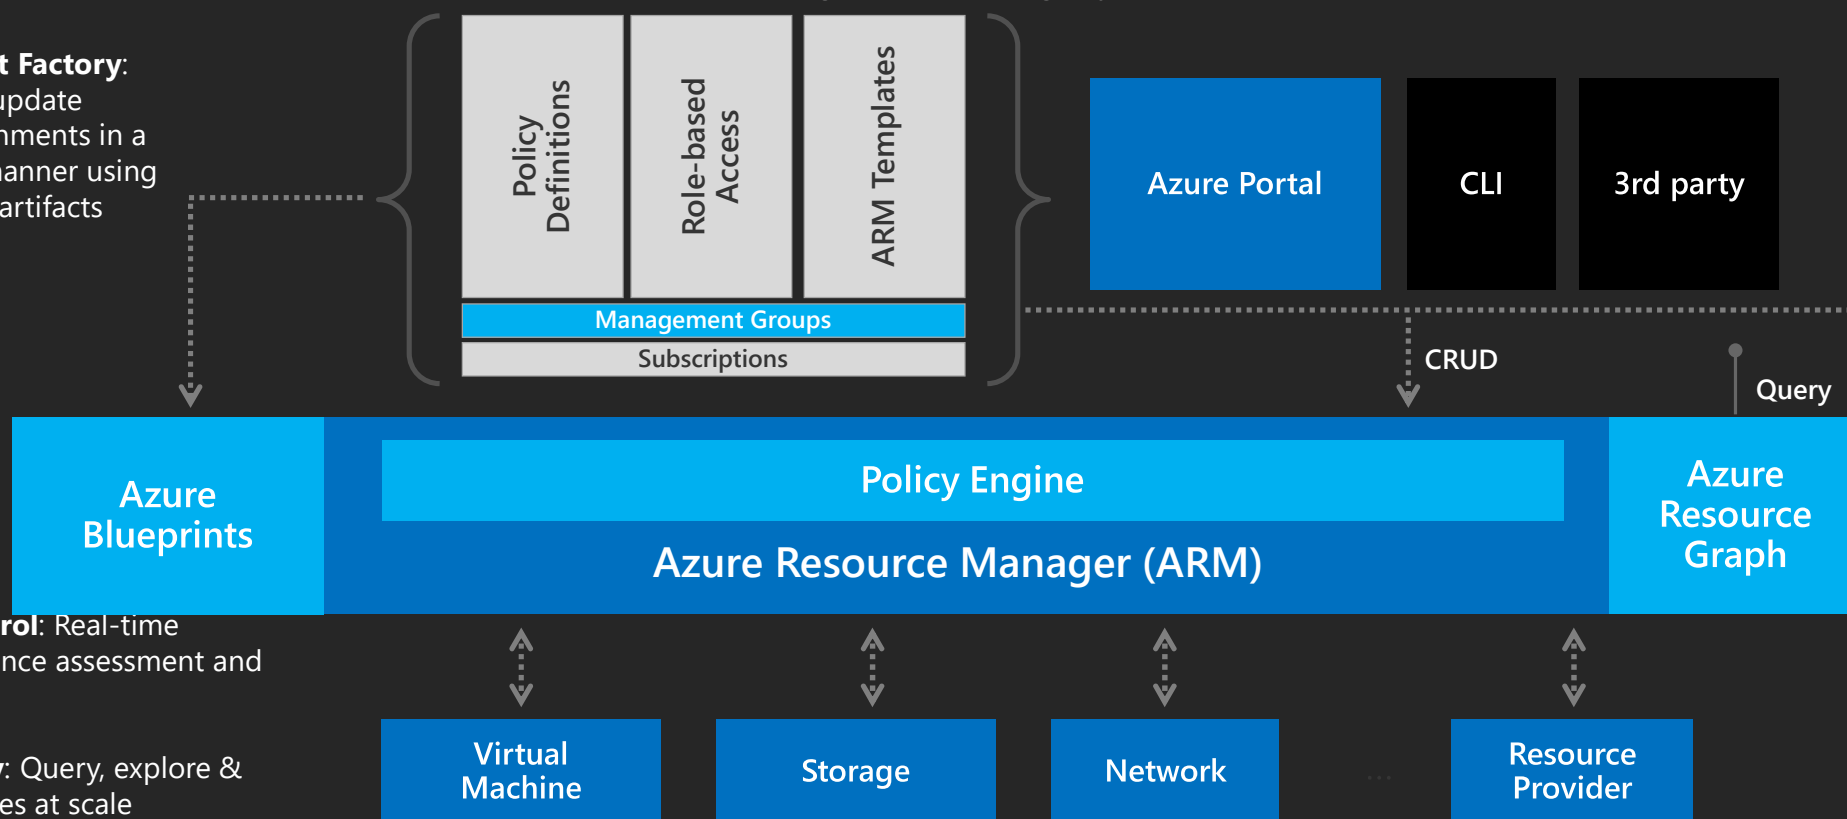 t Factory:
update
nments in a
manner using
artifacts
Policy
Definitions
Role-based
Access
ARM Templates
Management Groups
Subscriptions
Azure Portal
CLI
3rd party
CRUD
Query
Azure
Blueprints
Policy Engine
Azure Resource Manager (ARM)
Azure
Resource
Graph
rol: Real-time
nce assessment and
: Query, explore &
es at scale
Virtual
Machine
Storage
Network
...
Resource
Provider